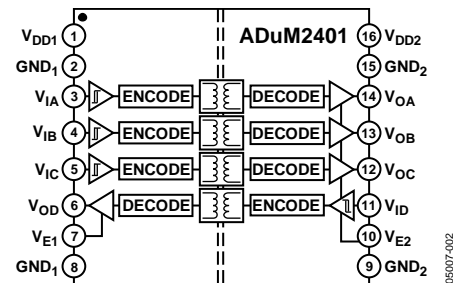 ADuM2401
V_DD1 1 16 V_DD2
GND_1 2 15 GND_2
V_IA 3 ENCODE DECODE 14 V_OA
V_IB 4 ENCODE DECODE 13 V_OB
V_IC 5 ENCODE DECODE 12 V_OC
V_OD 6 DECODE ENCODE 11 V_ID
V_E1 7 10 V_E2
GND_1 8 9 GND_2
05007-002